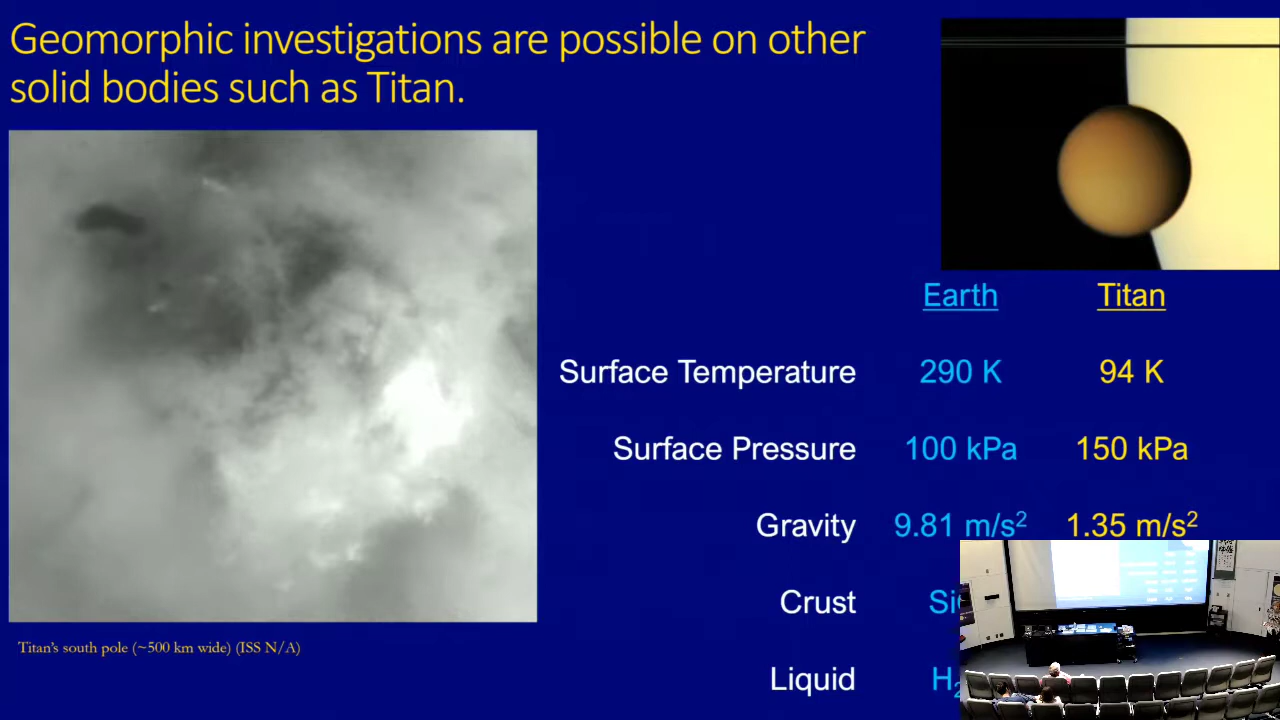 Geomorphic investigations are possible on other
solid bodies such as Titan.
Earth Titan
Surface Temperature 290 K 94 K
Surface Pressure 100 kPa 150 kPa
Gravity 9.81 m/s² 1.35 m/s²
Crust
Liquid
Titan's south pole (~500 km wide) (ISS N/A)